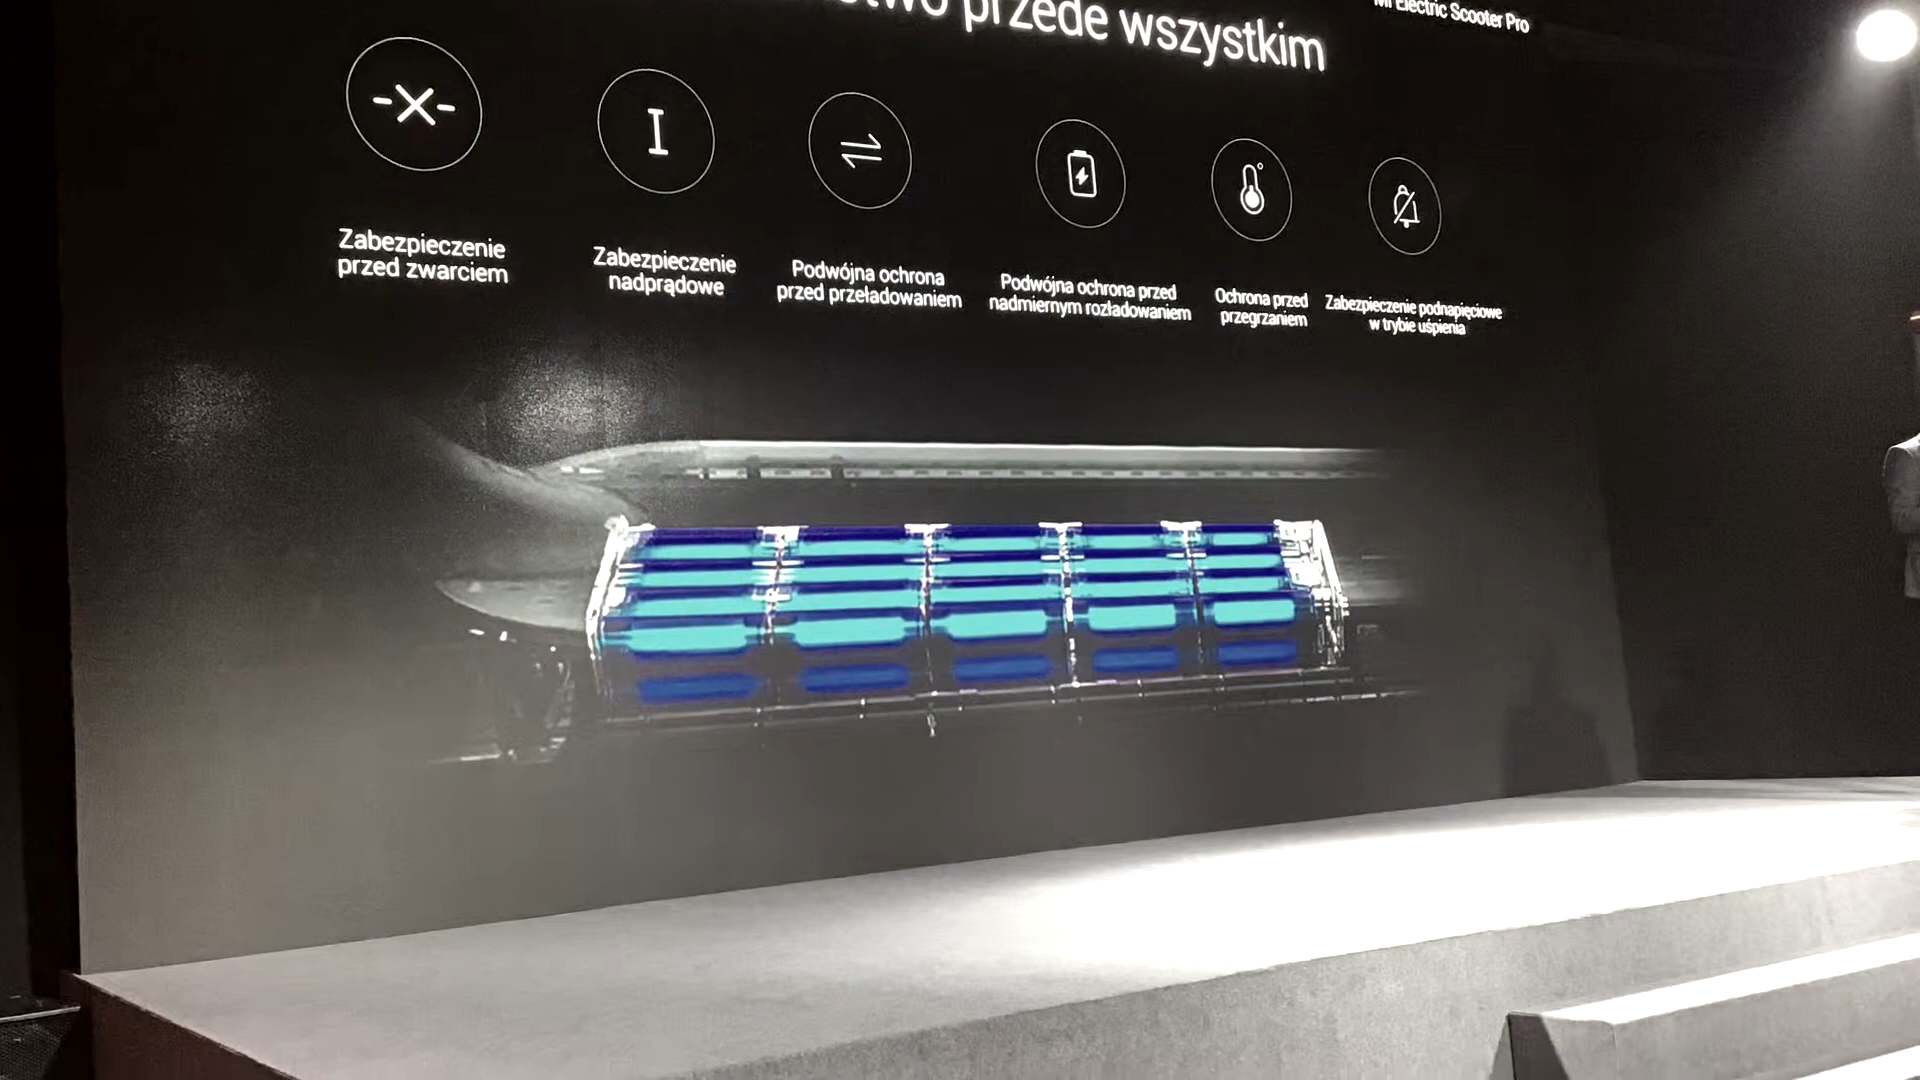 przede wszystkim
Mi Electric Scooter Pro
Zabezpieczenie
przed zwarciem
Zabezpieczenie
nadprądowe
Podwójna ochrona
przed przeładowaniem
Podwójna ochrona przed
nadmiernym rozładowaniem
Ochrona przed
przegrzaniem
Zabezpieczenie podnapięciowe
w trybie uśpienia